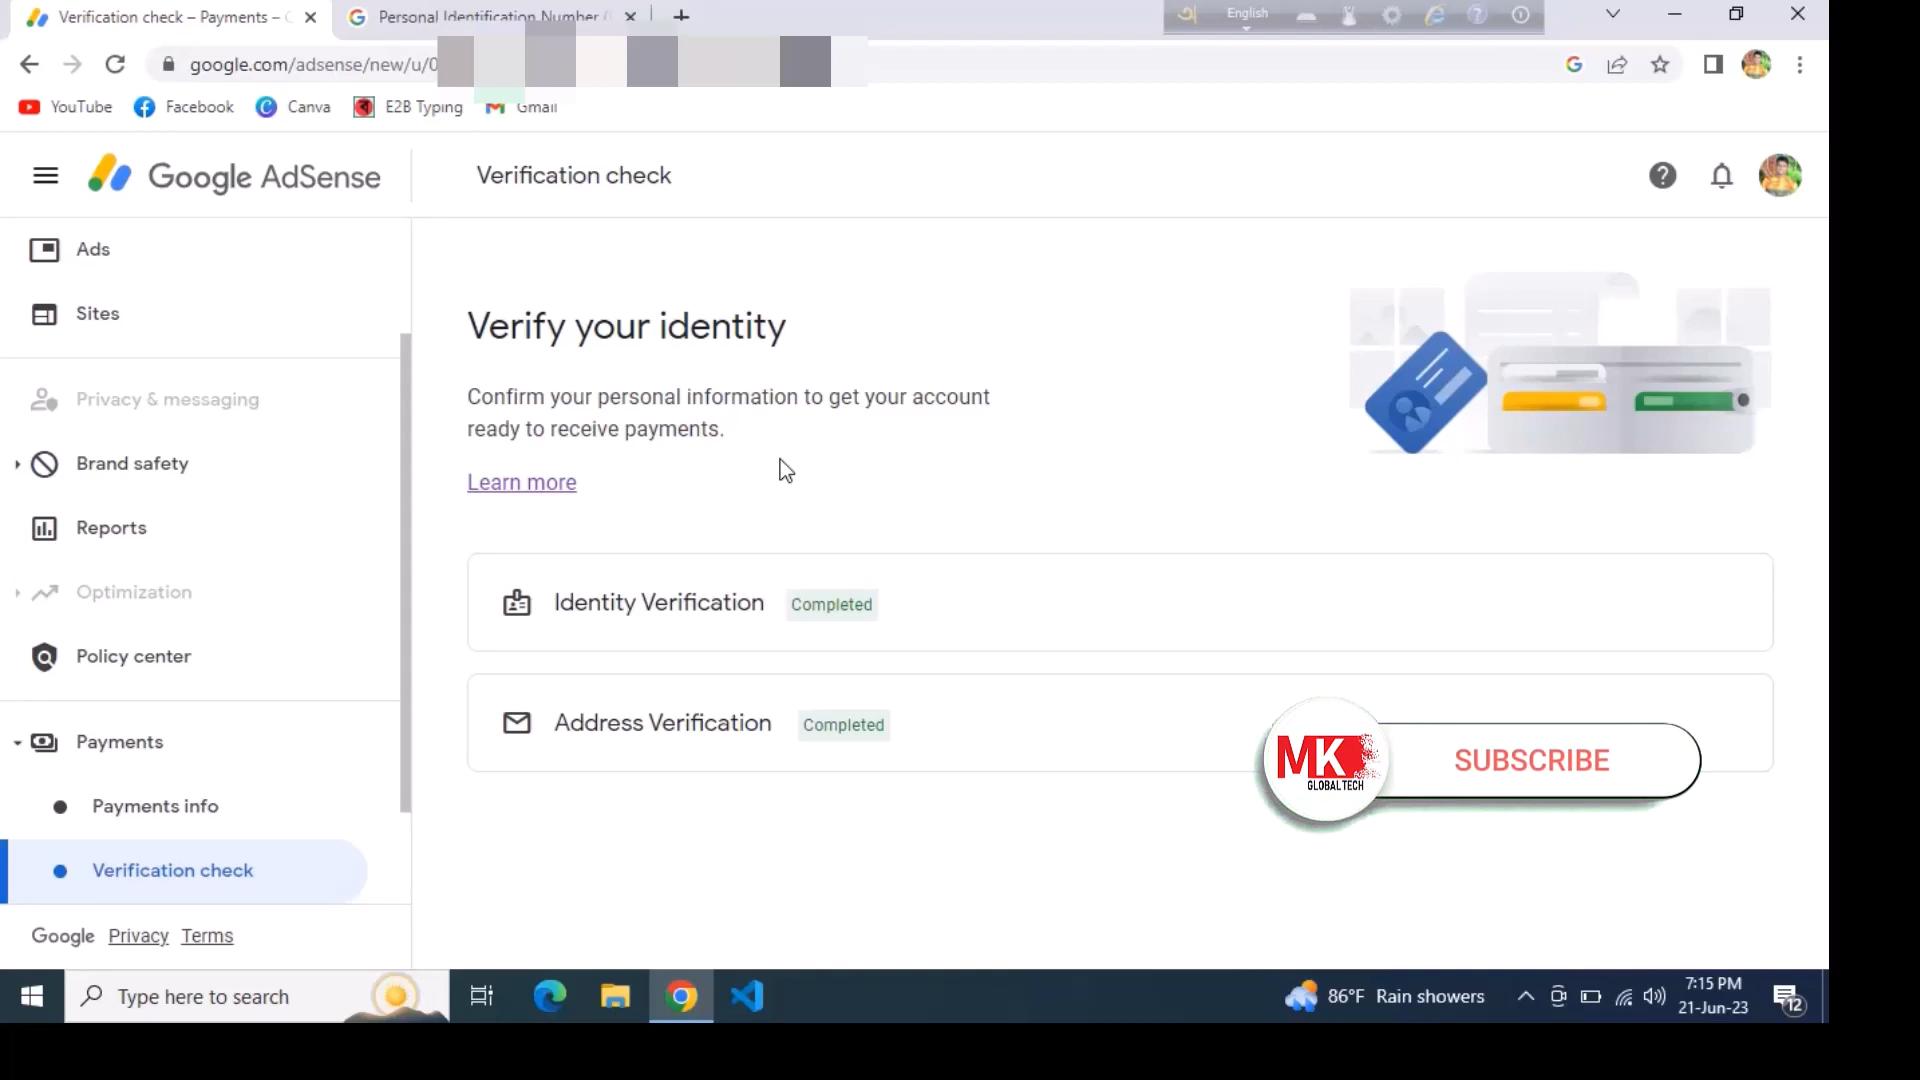 Verification check – Payments –
Personal Identification Number (
English
google.com/adsense/new/u/0
YouTube
Facebook
Canva
E2B Typing
Gmail
Google AdSense
Verification check
Ads
Sites
Privacy & messaging
Brand safety
Reports
Optimization
Policy center
Payments
Payments info
Verification check
Google Privacy Terms
Verify your identity
Confirm your personal information to get your account
ready to receive payments.
Learn more
Identity Verification Completed
Address Verification Completed
MK
GLOBALTECH
SUBSCRIBE
Type here to search
86°F Rain showers
7:15 PM
21-Jun-23
12